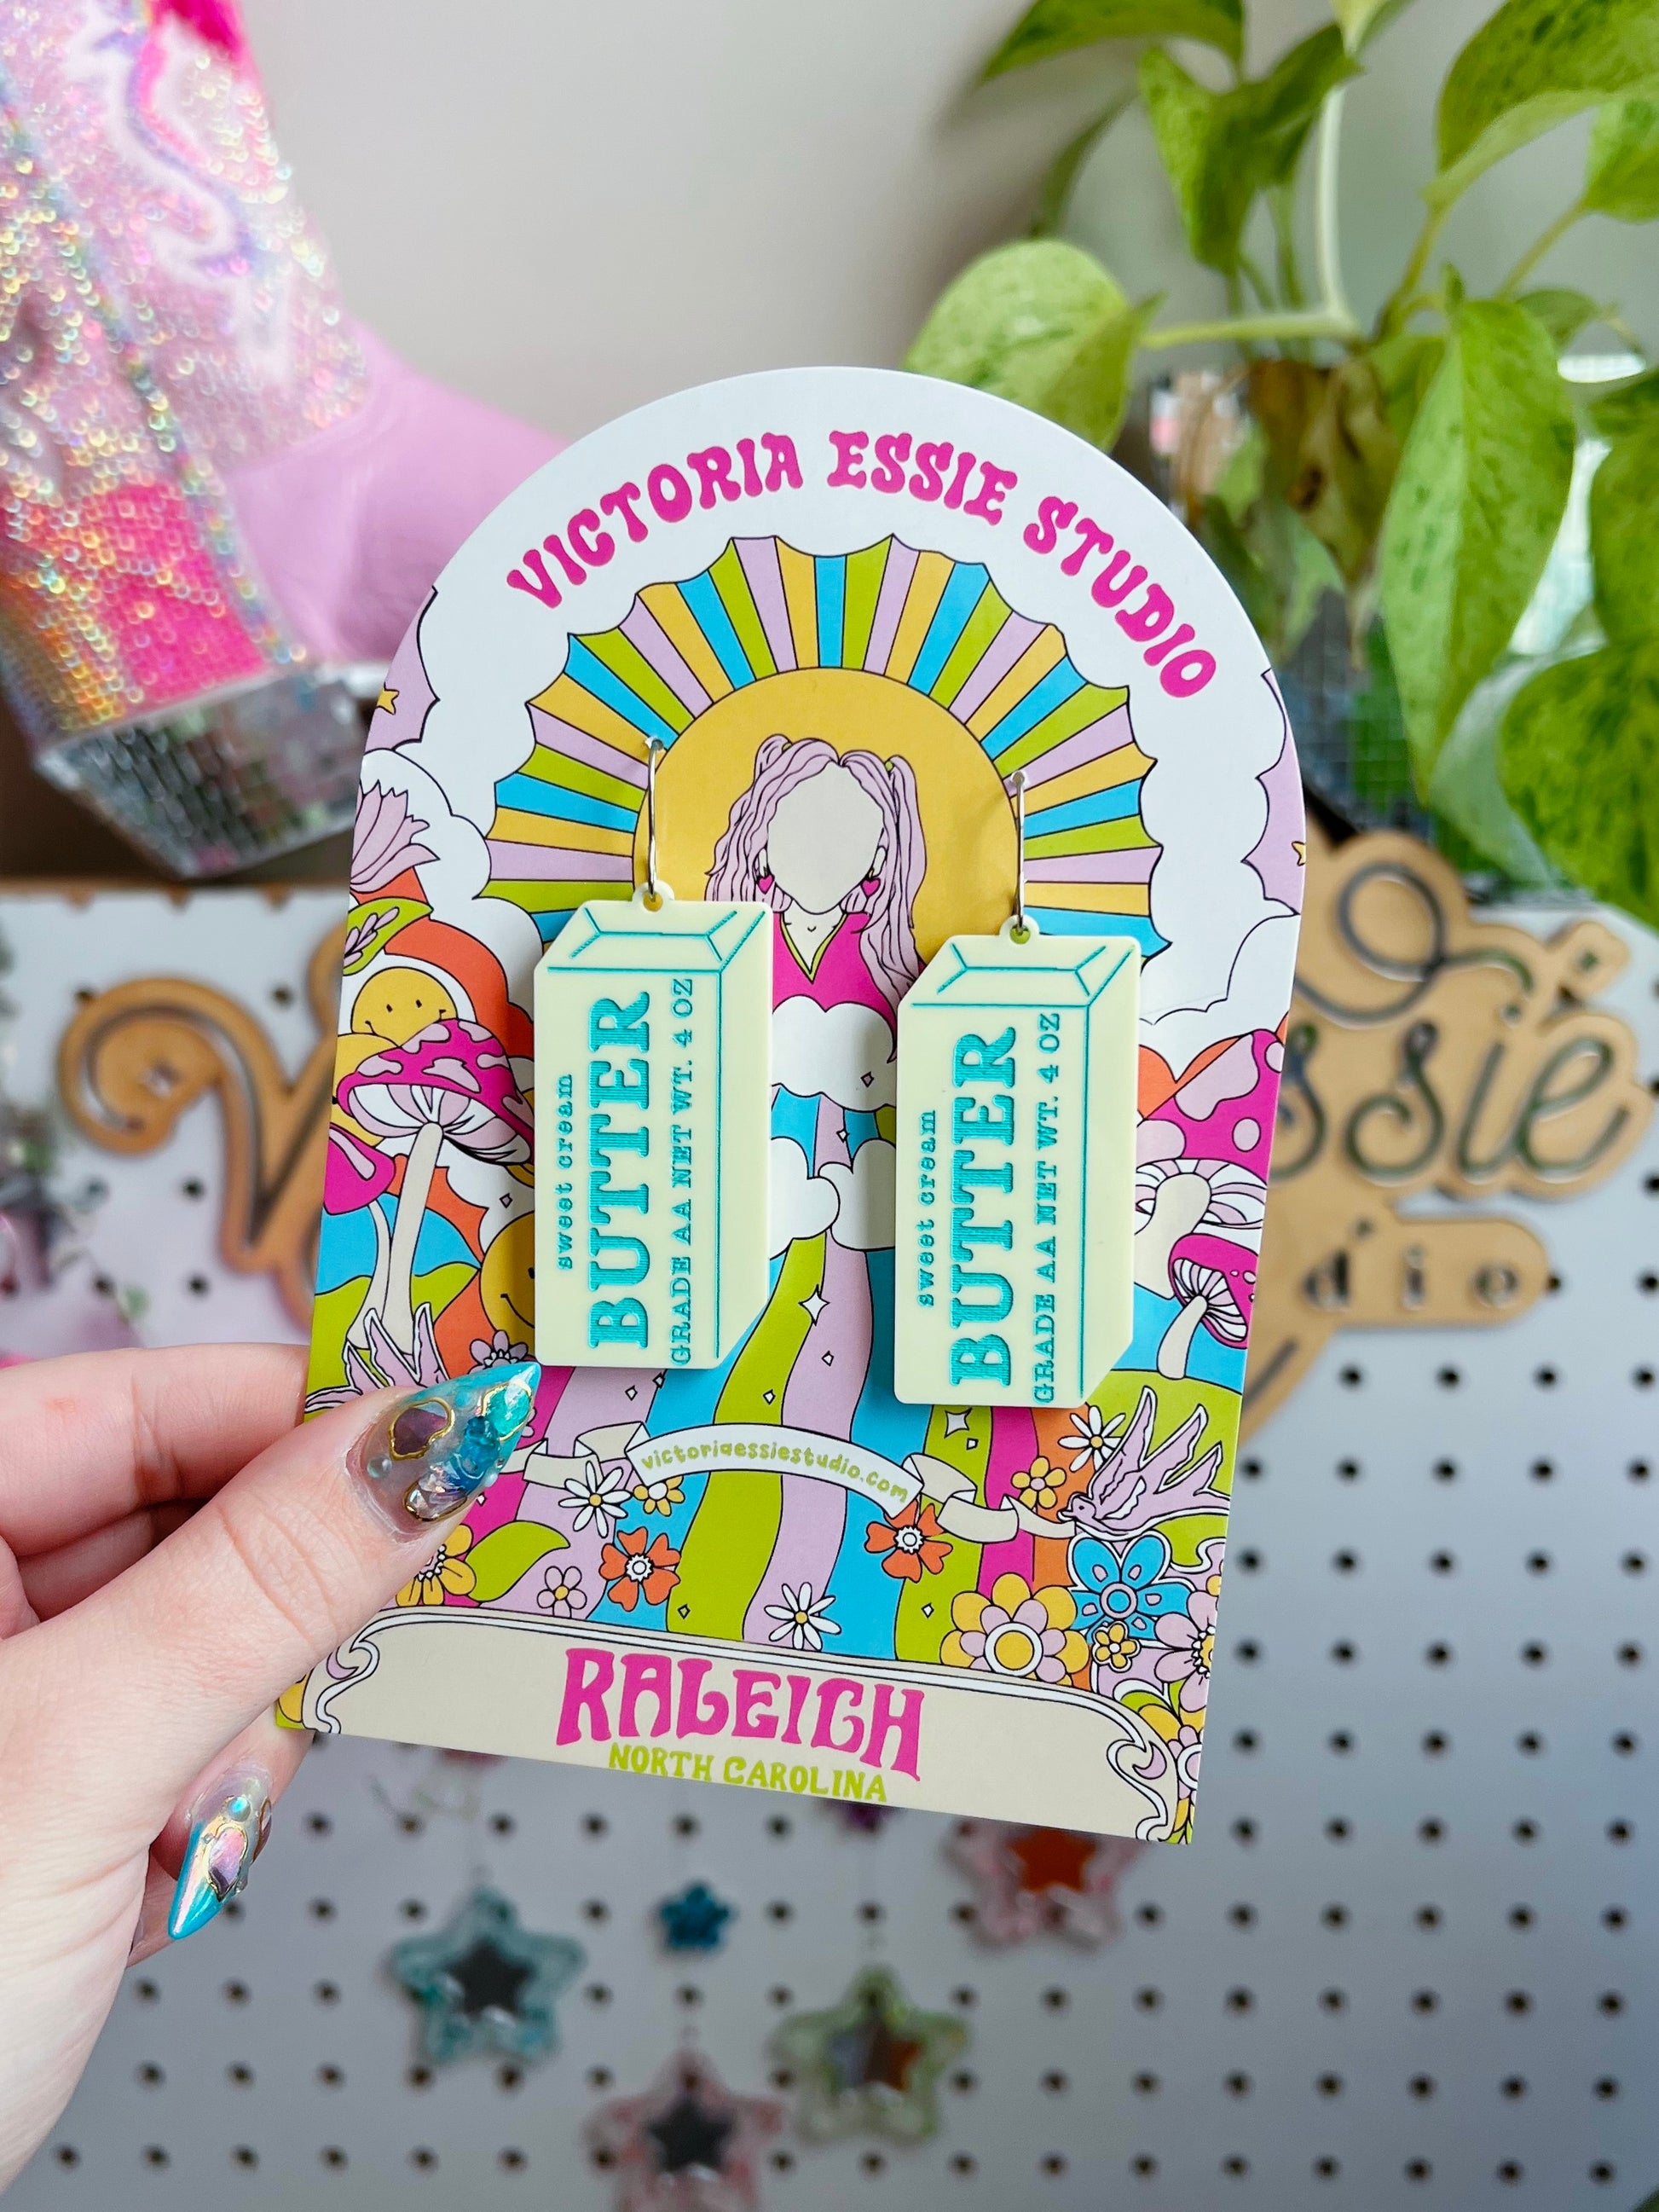 VICTORIA ESSIE STUDIO
sweet cream
BUTTER
GRADE AA NET WT. 4 OZ
sweet cream
BUTTER
GRADE AA NET WT. 4 OZ
victoriaessiestudio.com
RALEIGH
NORTH CAROLINA